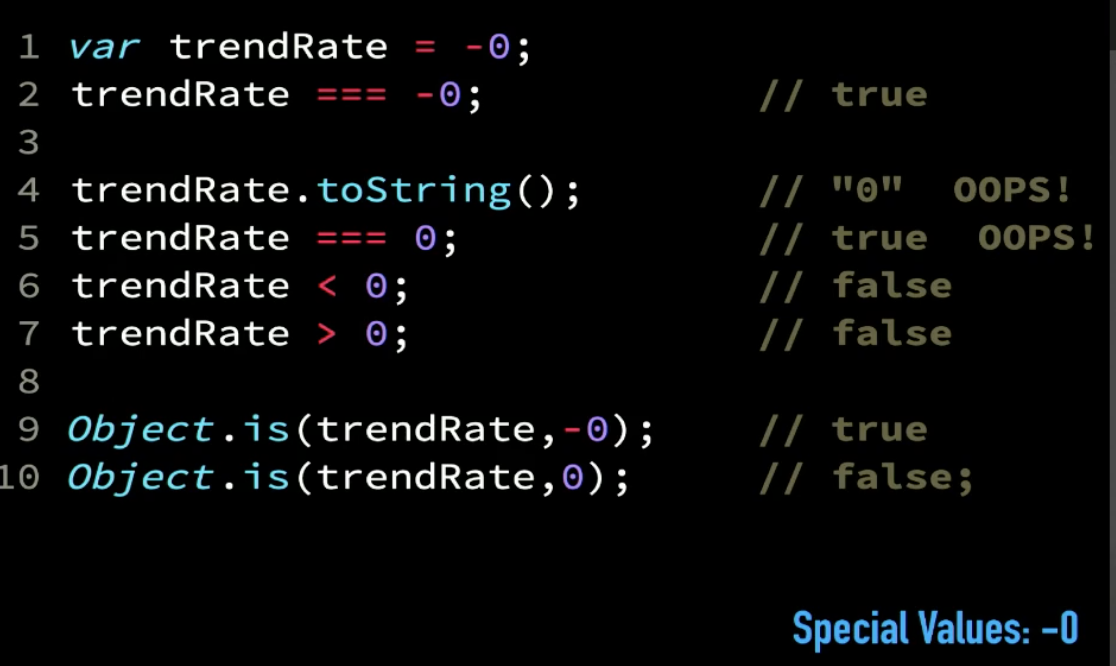 1 var trendRate = -0;
2 trendRate === -0; // true
3
4 trendRate.toString(); // "0" OOPS!
5 trendRate === 0; // true OOPS!
6 trendRate < 0; // false
7 trendRate > 0; // false
8
9 Object.is(trendRate,-0); // true
10 Object.is(trendRate,0); // false;
Special Values: -0